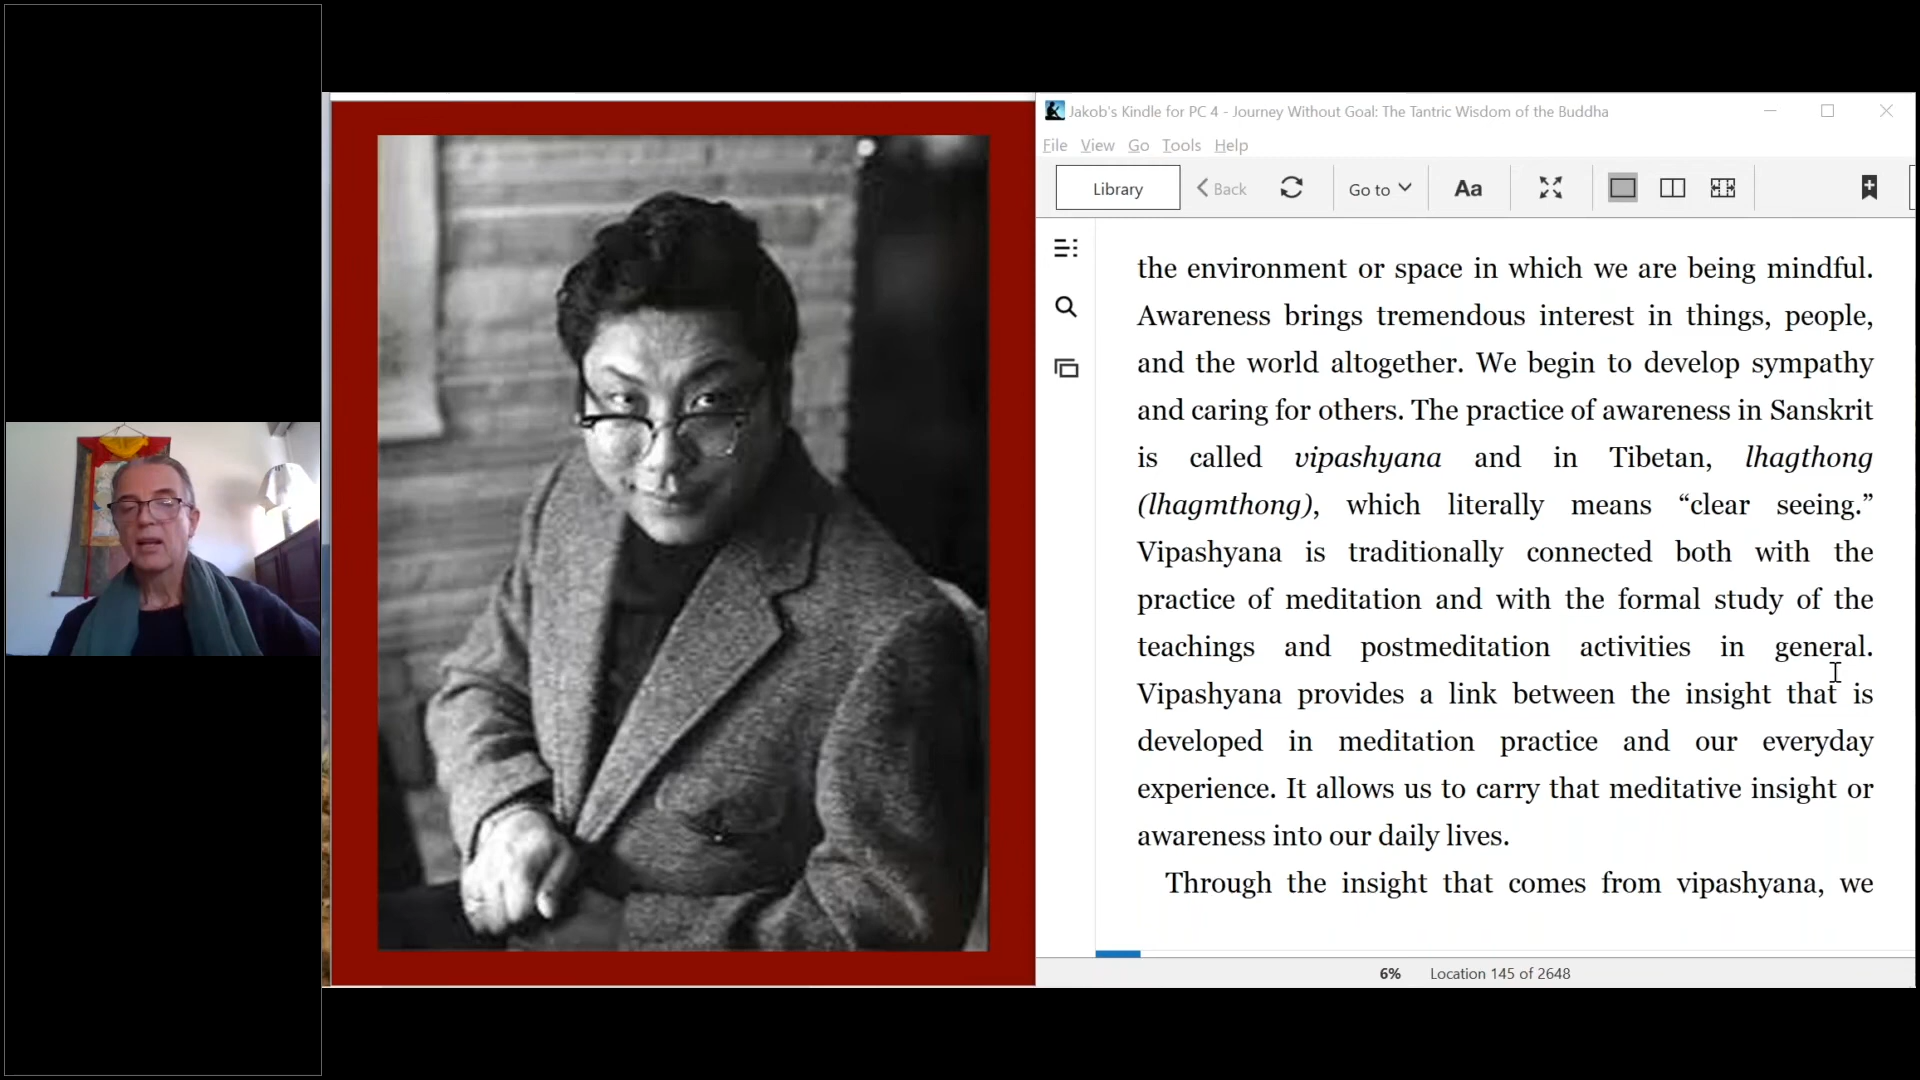 Jakob's Kindle for PC 4 - Journey Without Goal: The Tantric Wisdom of the Buddha
File View Go Tools Help
Library Back Go to Aa
the environment or space in which we are being mindful.
Awareness brings tremendous interest in things, people,
and the world altogether. We begin to develop sympathy
and caring for others. The practice of awareness in Sanskrit
is called vipashyana and in Tibetan, lhagthong
(lhagmthong), which literally means “clear seeing.”
Vipashyana is traditionally connected both with the
practice of meditation and with the formal study of the
teachings and postmeditation activities in general.
Vipashyana provides a link between the insight that is
developed in meditation practice and our everyday
experience. It allows us to carry that meditative insight or
awareness into our daily lives.
Through the insight that comes from vipashyana, we
6% Location 145 of 2648